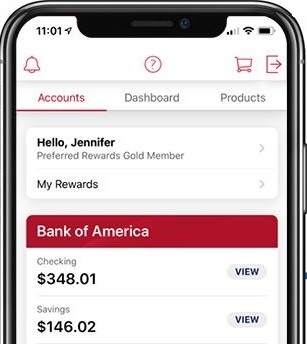 11:01
?
Accounts Dashboard Products
Hello, Jennifer
Preferred Rewards Gold Member
My Rewards
Bank of America
Checking
$348.01 VIEW
Savings
$146.02 VIEW